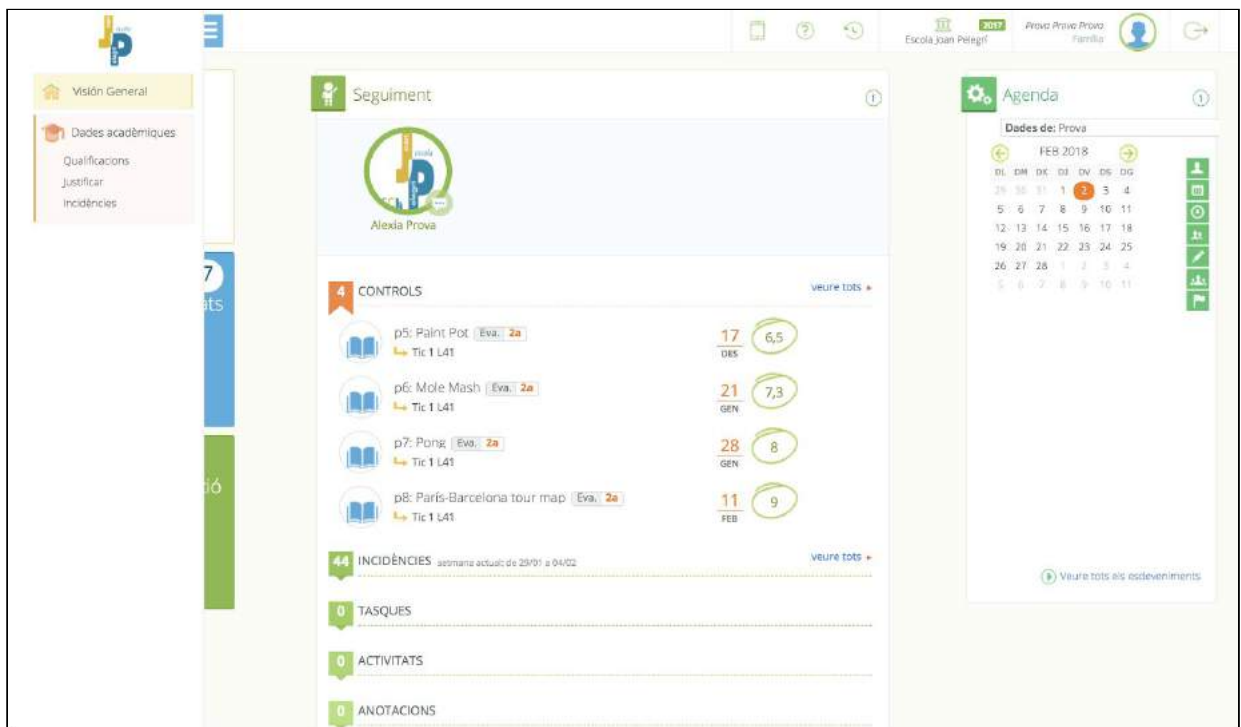 2017
Escola Joan Pelegrí
Prova Prova Prova
Família
Visión General
Dades acadèmiques
Qualificacions
Justificar
Incidències
7
ats
ió
Seguiment
Alexia Prova
4 CONTROLS
veure tots
p5: Paint Pot Eva. 2a
Tic 1 L41
17
DES
6,5
p6: Mole Mash Eva. 2a
Tic 1 L41
21
GEN
7,3
p7: Pong Eva. 2a
Tic 1 L41
28
GEN
8
p8: París-Barcelona tour map Eva. 2a
Tic 1 L41
11
FEB
9
44 INCIDÈNCIES setmana actual: de 29/01 a 04/02
veure tots
0 TASQUES
0 ACTIVITATS
0 ANOTACIONS
Agenda
Dades de: Prova
FEB 2018
DL DM DX DJ DV DS DG
29 30 31 1 2 3 4
5 6 7 8 9 10 11
12 13 14 15 16 17 18
19 20 21 22 23 24 25
26 27 28 1 2 3 4
5 6 7 8 9 10 11
Veure tots els esdeveniments